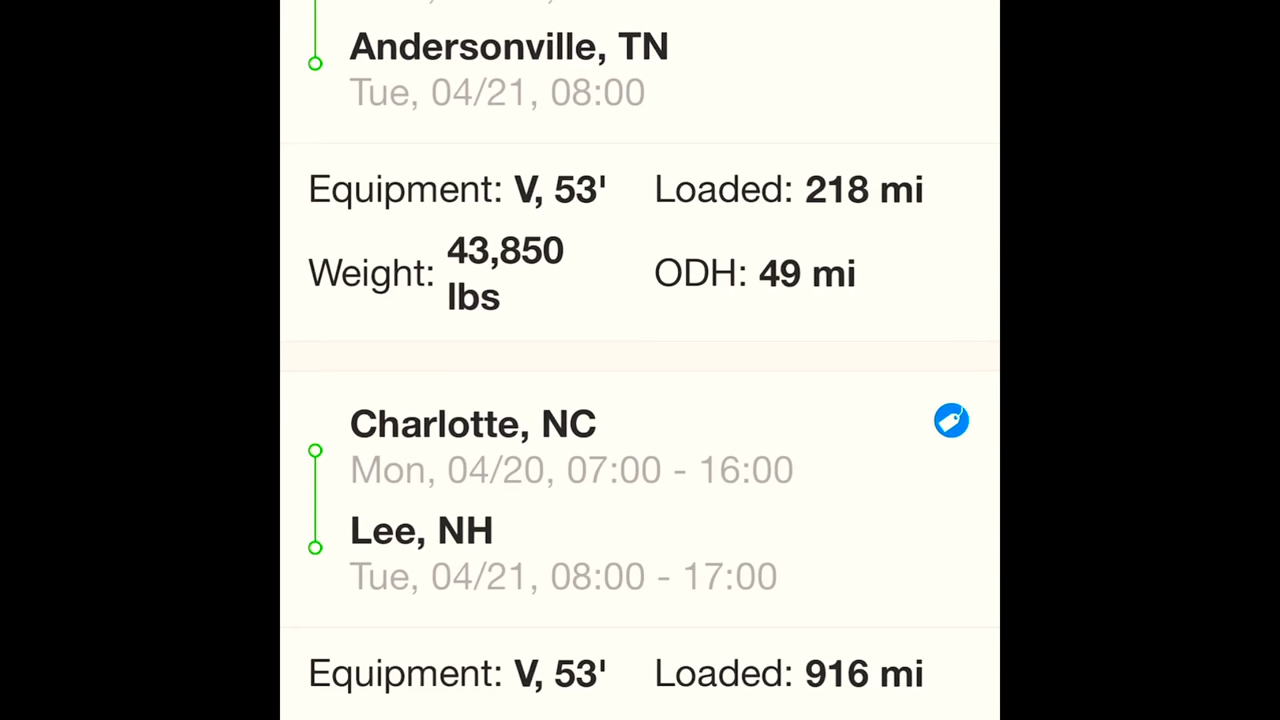 Andersonville, TN
Tue, 04/21, 08:00
Equipment: V, 53' Loaded: 218 mi
Weight: 43,850 lbs ODH: 49 mi
Charlotte, NC
Mon, 04/20, 07:00 - 16:00
Lee, NH
Tue, 04/21, 08:00 - 17:00
Equipment: V, 53' Loaded: 916 mi